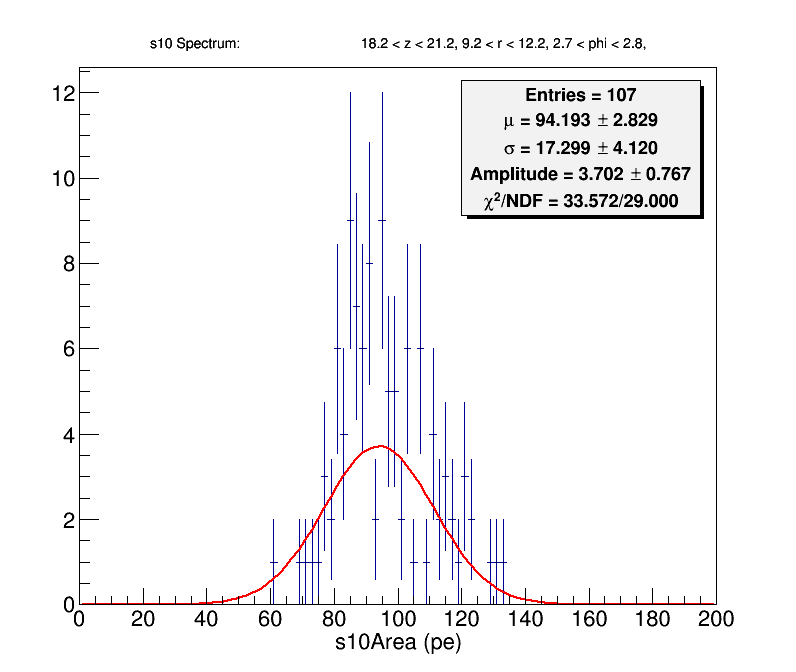 s10 Spectrum: 18.2 < z < 21.2, 9.2 < r < 12.2, 2.7 < phi < 2.8,
Entries = 107
μ = 94.193 ± 2.829
σ = 17.299 ± 4.120
Amplitude = 3.702 ± 0.767
χ²/NDF = 33.572/29.000
12
10
8
6
4
2
0
0 20 40 60 80 100 120 140 160 180 200
s10Area (pe)